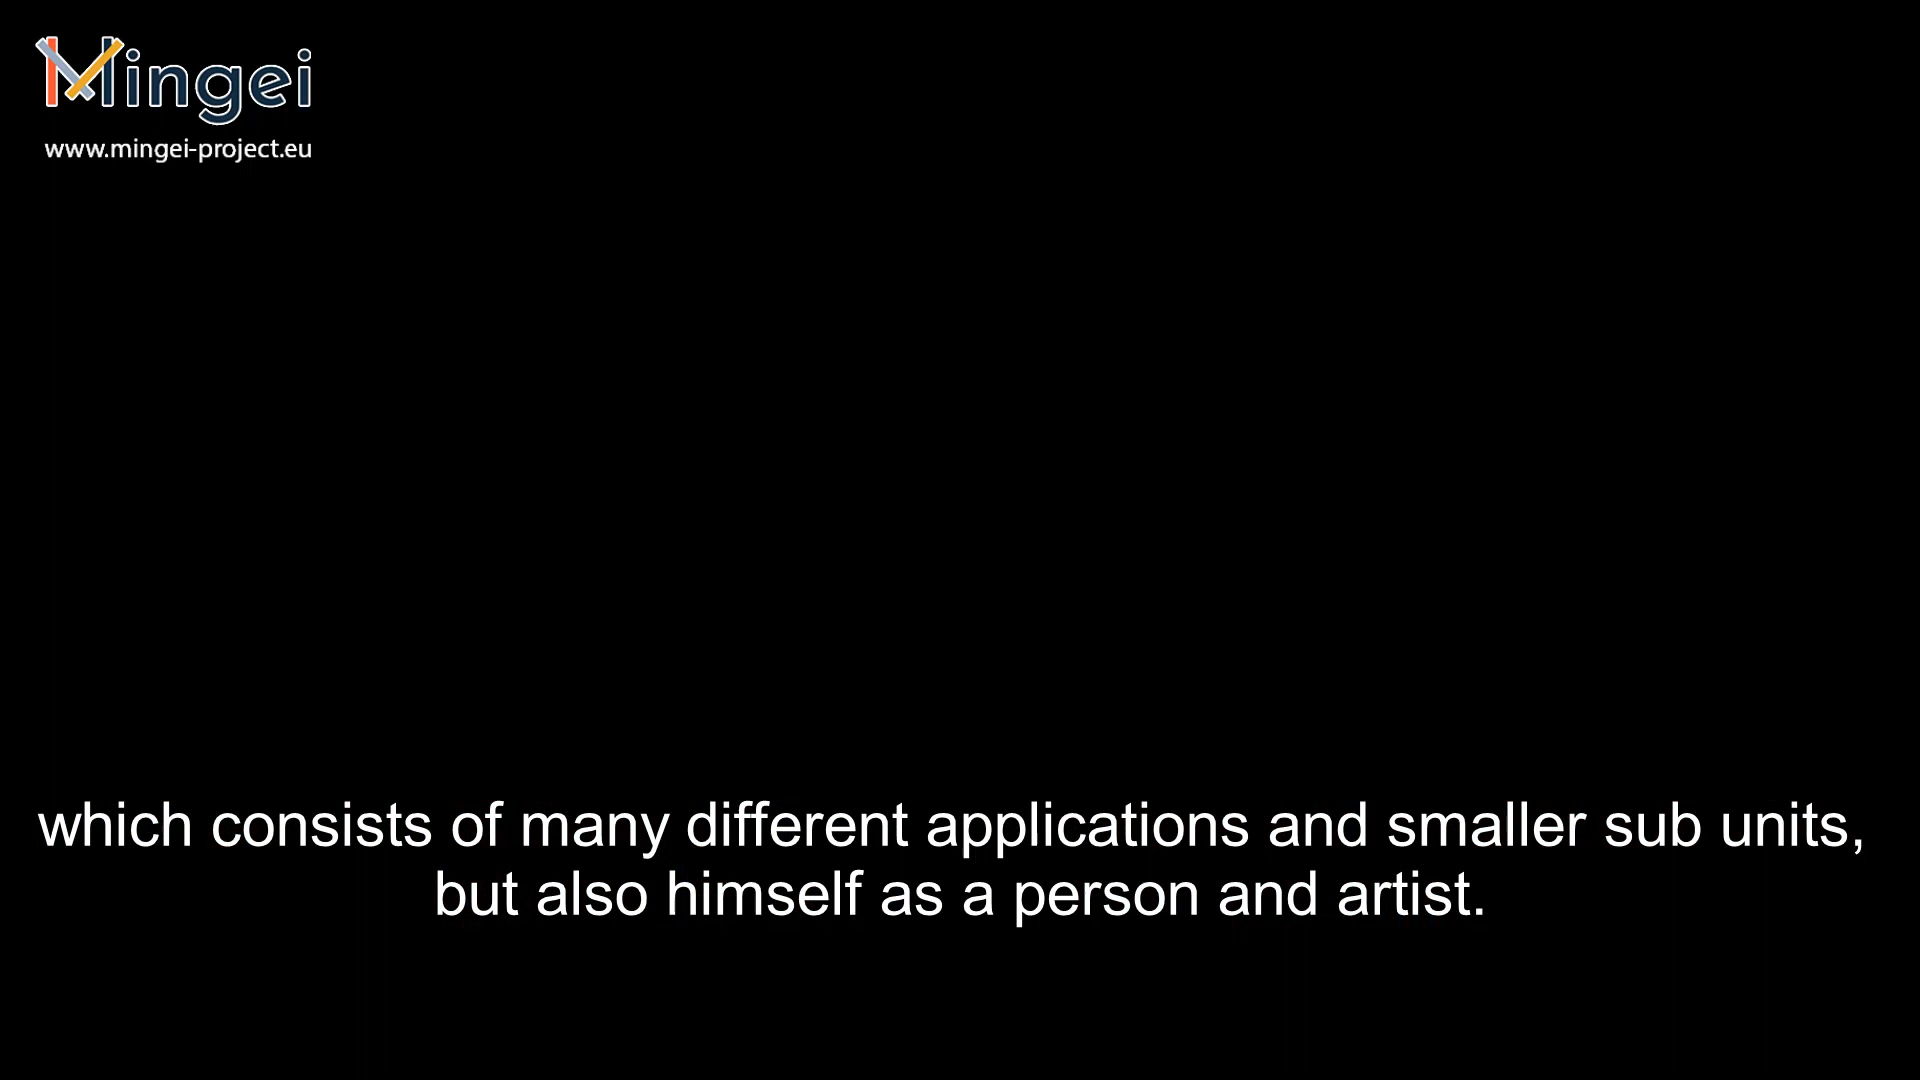 Mingei
www.mingei-project.eu
which consists of many different applications and smaller sub units,
but also himself as a person and artist.